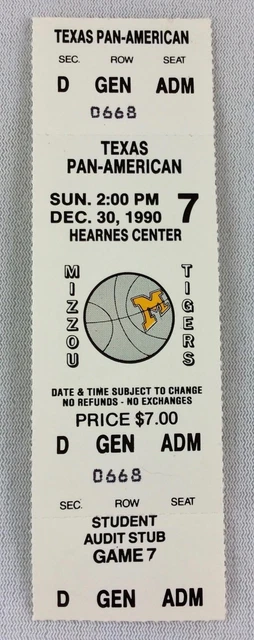 TEXAS PAN-AMERICAN
SEC. ROW SEAT
D GEN ADM
0668
TEXAS
PAN-AMERICAN
SUN. 2:00 PM
DEC. 30, 1990 7
HEARNES CENTER
MIZZOU
M
TIGERS
DATE & TIME SUBJECT TO CHANGE
NO REFUNDS - NO EXCHANGES
PRICE $7.00
D GEN ADM
0668
SEC. ROW SEAT
STUDENT
AUDIT STUB
GAME 7
D GEN ADM